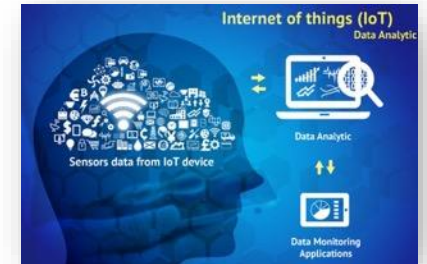 Internet of things (IoT)
Data Analytic
Sensors data from IoT device
Data Analytic
Data Monitoring
Applications